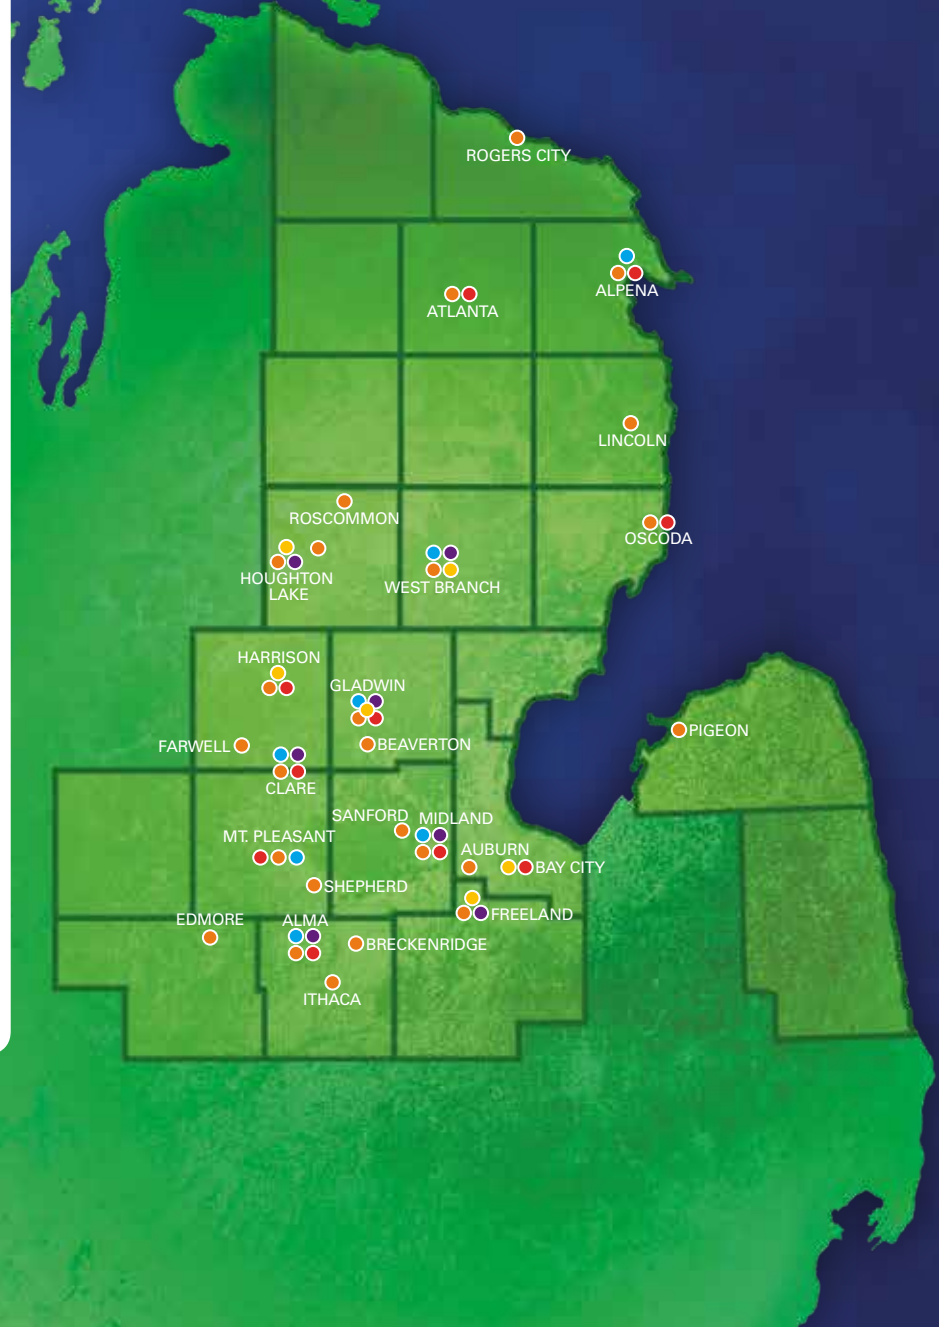 ROGERS CITY
ALPENA
ATLANTA
LINCOLN
ROSCOMMON
OSCODA
HOUGHTON
LAKE
WEST BRANCH
HARRISON
GLADWIN
PIGEON
FARWELL
BEAVERTON
CLARE
SANFORD
MIDLAND
MT. PLEASANT
AUBURN
BAY CITY
SHEPHERD
FREELAND
EDMORE
ALMA
BRECKENRIDGE
ITHACA